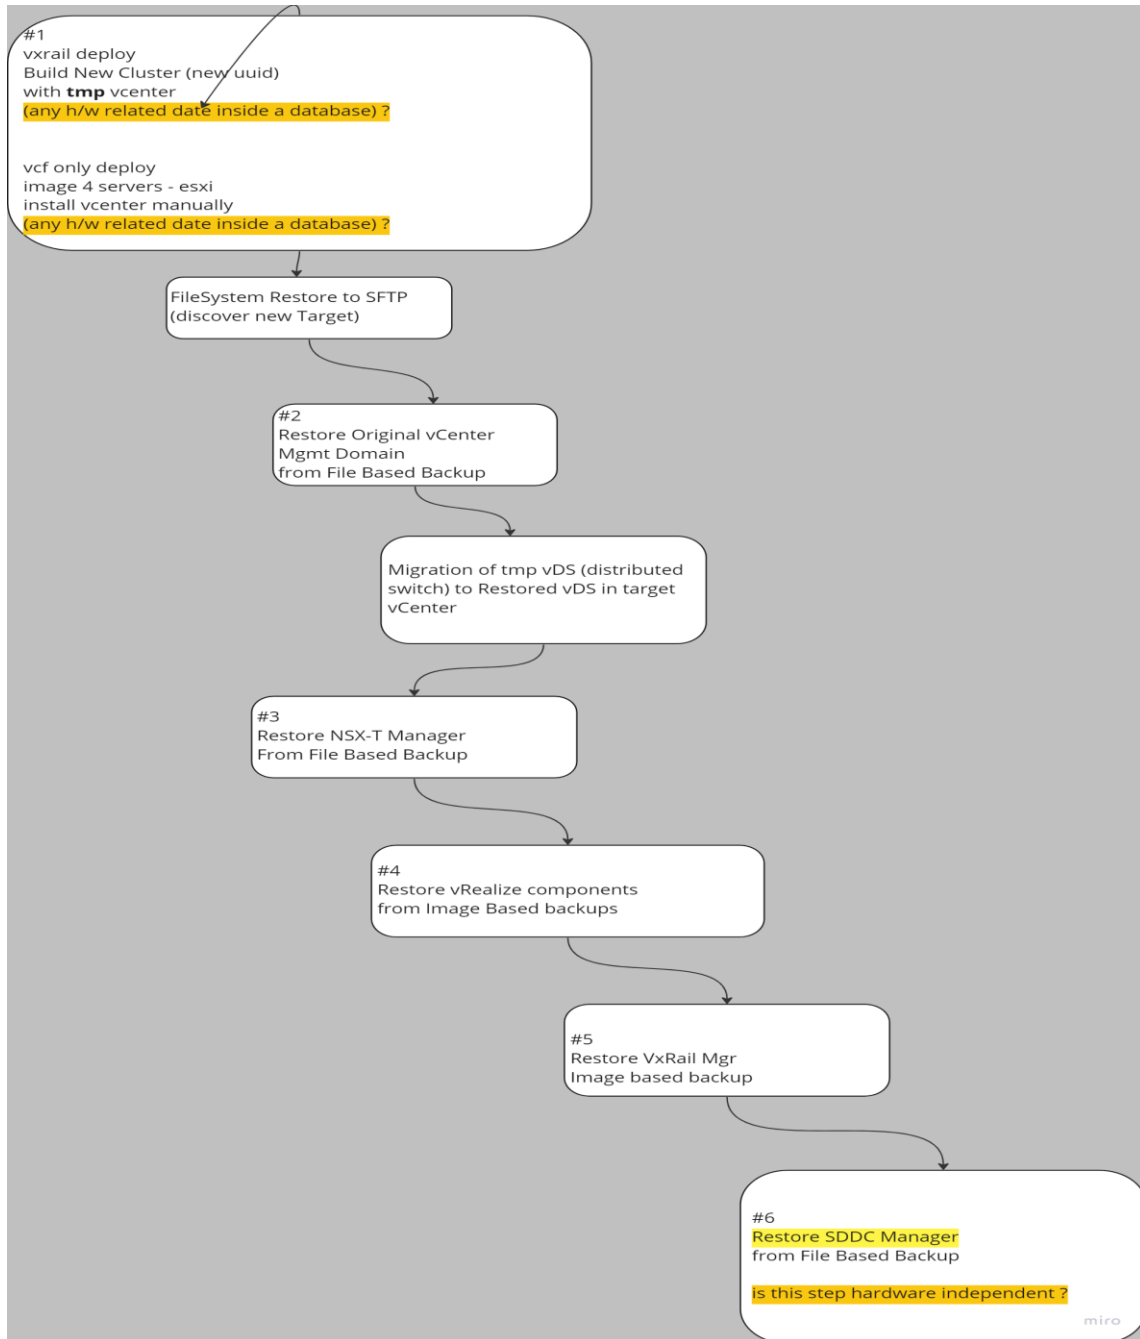 #1
vxrail deploy
Build New Cluster (new uuid)
with tmp vcenter
(any h/w related date inside a database) ?
vcf only deploy
image 4 servers - esxi
install vcenter manually
(any h/w related date inside a database) ?
FileSystem Restore to SFTP
(discover new Target)
#2
Restore Original vCenter
Mgmt Domain
from File Based Backup
Migration of tmp vDS (distributed
switch) to Restored vDS in target
vCenter
#3
Restore NSX-T Manager
From File Based Backup
#4
Restore vRealize components
from Image Based backups
#5
Restore VxRail Mgr
Image based backup
#6
Restore SDDC Manager
from File Based Backup
is this step hardware independent ?
miro